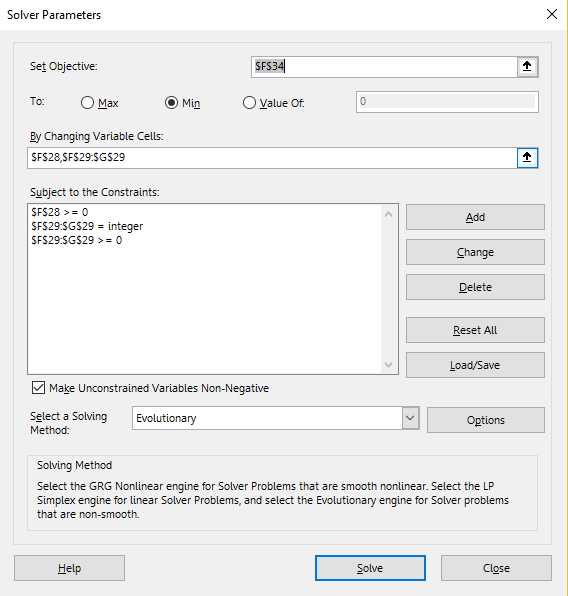 Solver Parameters
Set Objective:
$F$34
To:
Max
Min
Value Of:
0
By Changing Variable Cells:
$F$28,$F$29:$G$29
Subject to the Constraints:
$F$28 >= 0
$F$29:$G$29 = integer
$F$29:$G$29 >= 0
Add
Change
Delete
Reset All
Load/Save
Make Unconstrained Variables Non-Negative
Select a Solving
Method:
Evolutionary
Options
Solving Method
Select the GRG Nonlinear engine for Solver Problems that are smooth nonlinear. Select the LP
Simplex engine for linear Solver Problems, and select the Evolutionary engine for Solver problems
that are non-smooth.
Help
Solve
Close